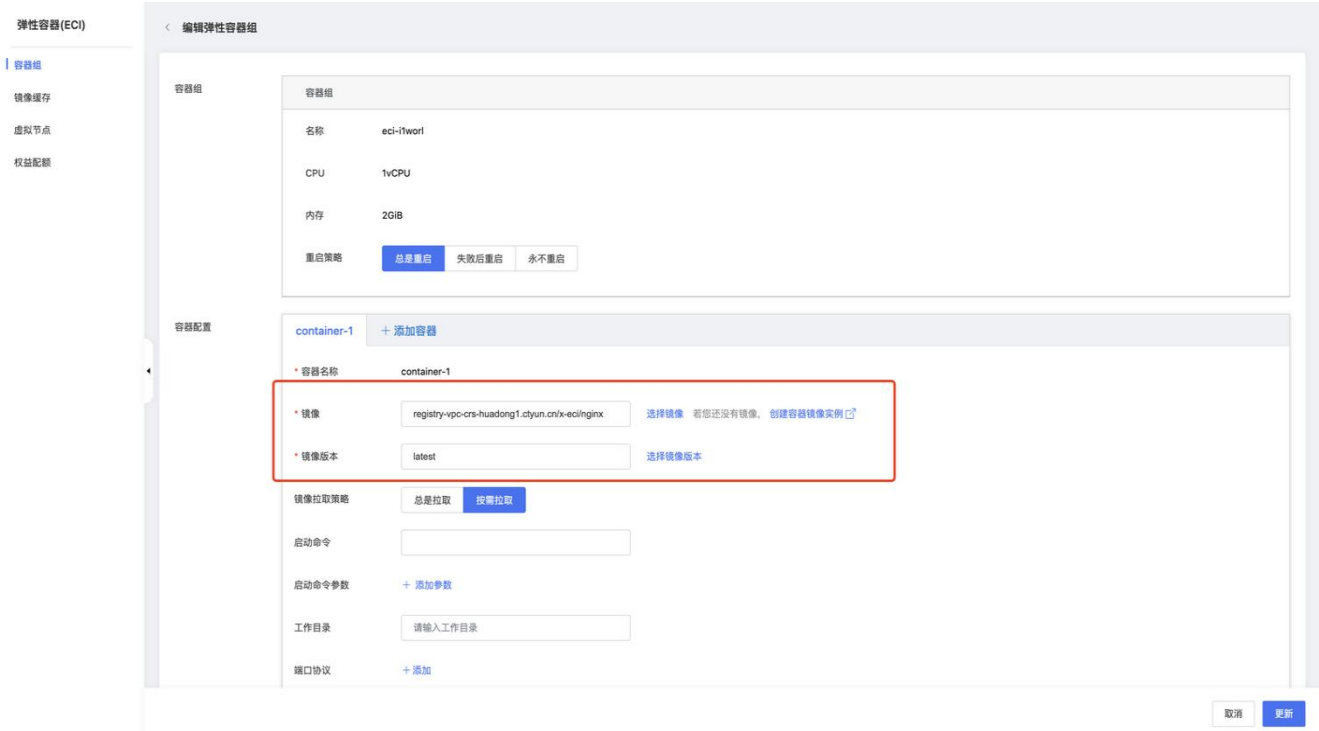 弹性容器(ECI)
容器组
镜像缓存
虚拟节点
权益配额
编辑弹性容器组
容器组
容器组
名称 eci-i1worl
CPU 1vCPU
内存 2GiB
重启策略 总是重启 失败后重启 永不重启
容器配置
container-1 + 添加容器
* 容器名称 container-1
* 镜像 registry-vpc-crs-huadong1.ctyun.cn/x-eci/nginx 选择镜像 若您还没有镜像, 创建容器镜像实例
* 镜像版本 latest 选择镜像版本
镜像拉取策略 总是拉取 按需拉取
启动命令
启动命令参数 + 添加参数
工作目录 请输入工作目录
端口协议 + 添加
取消 更新